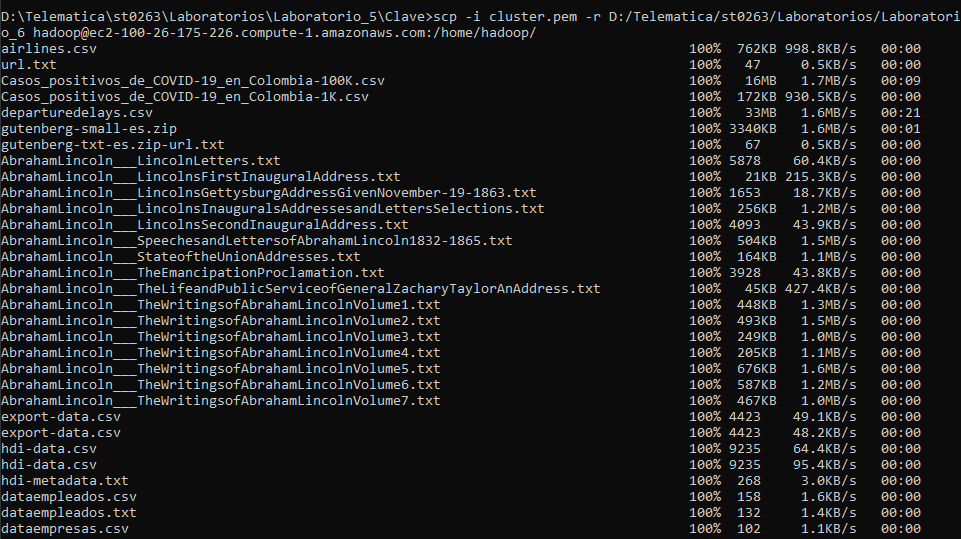 D:\Telematica\st0263\Laboratorios\Laboratorio_5\Clave>scp -i cluster.pem -r D:/Telematica/st0263/Laboratorios/Laboratori
o_6 hadoop@ec2-100-26-175-226.compute-1.amazonaws.com:/home/hadoop/
airlines.csv 100% 762KB 998.8KB/s 00:00
url.txt 100% 47 0.5KB/s 00:00
Casos_positivos_de_COVID-19_en_Colombia-100K.csv 100% 16MB 1.7MB/s 00:09
Casos_positivos_de_COVID-19_en_Colombia-1K.csv 100% 172KB 930.5KB/s 00:00
departuredelays.csv 100% 33MB 1.6MB/s 00:21
gutenberg-small-es.zip 100% 3340KB 1.6MB/s 00:01
gutenberg-txt-es.zip-url.txt 100% 67 0.5KB/s 00:00
AbrahamLincoln___LincolnLetters.txt 100% 5878 60.4KB/s 00:00
AbrahamLincoln___LincolnsFirstInauguralAddress.txt 100% 21KB 215.3KB/s 00:00
AbrahamLincoln___LincolnsGettysburgAddressGivenNovember-19-1863.txt 100% 1653 18.7KB/s 00:00
AbrahamLincoln___LincolnsInauguralsAddressesandLettersSelections.txt 100% 256KB 1.2MB/s 00:00
AbrahamLincoln___LincolnsSecondInauguralAddress.txt 100% 4093 43.9KB/s 00:00
AbrahamLincoln___SpeechesandLettersofAbrahamLincoln1832-1865.txt 100% 504KB 1.5MB/s 00:00
AbrahamLincoln___StateoftheUnionAddresses.txt 100% 164KB 1.1MB/s 00:00
AbrahamLincoln___TheEmancipationProclamation.txt 100% 3928 43.8KB/s 00:00
AbrahamLincoln___TheLifeandPublicServiceofGeneralZacharyTaylorAnAddress.txt 100% 45KB 427.4KB/s 00:00
AbrahamLincoln___TheWritingsofAbrahamLincolnVolume1.txt 100% 448KB 1.3MB/s 00:00
AbrahamLincoln___TheWritingsofAbrahamLincolnVolume2.txt 100% 493KB 1.5MB/s 00:00
AbrahamLincoln___TheWritingsofAbrahamLincolnVolume3.txt 100% 249KB 1.0MB/s 00:00
AbrahamLincoln___TheWritingsofAbrahamLincolnVolume4.txt 100% 205KB 1.1MB/s 00:00
AbrahamLincoln___TheWritingsofAbrahamLincolnVolume5.txt 100% 676KB 1.6MB/s 00:00
AbrahamLincoln___TheWritingsofAbrahamLincolnVolume6.txt 100% 587KB 1.2MB/s 00:00
AbrahamLincoln___TheWritingsofAbrahamLincolnVolume7.txt 100% 467KB 1.0MB/s 00:00
export-data.csv 100% 4423 49.1KB/s 00:00
export-data.csv 100% 4423 48.2KB/s 00:00
hdi-data.csv 100% 9235 64.4KB/s 00:00
hdi-data.csv 100% 9235 95.4KB/s 00:00
hdi-metadata.txt 100% 268 3.0KB/s 00:00
dataempleados.csv 100% 158 1.6KB/s 00:00
dataempleados.txt 100% 132 1.4KB/s 00:00
dataempresas.csv 100% 102 1.1KB/s 00:00